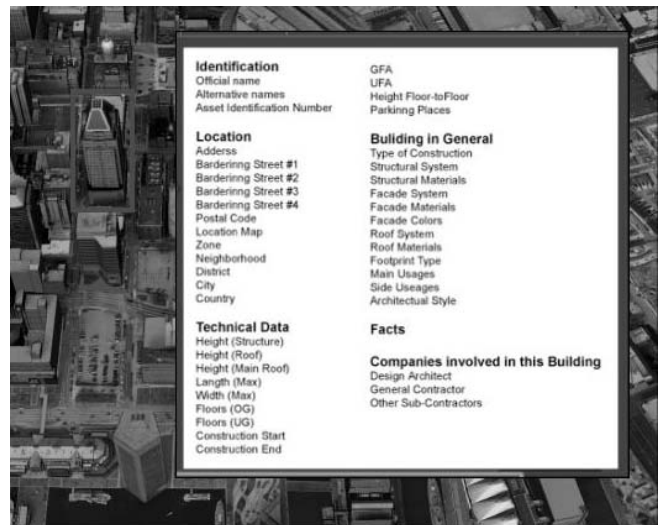 Identification
Official name
Alternative names
Asset Identification Number
Location
Adderss
Barderinng Street #1
Barderinng Street #2
Barderinng Street #3
Barderinng Street #4
Postal Code
Location Map
Zone
Neighborhood
District
City
Country
Technical Data
Height (Structure)
Height (Roof)
Height (Main Roof)
Langth (Max)
Width (Max)
Floors (OG)
Floors (UG)
Construction Start
Construction End
GFA
UFA
Height Floor-toFloor
Parkinng Places
Buliding in General
Type of Construction
Structural System
Structural Materials
Facade System
Facade Materials
Facade Colors
Roof System
Roof Materials
Footprint Type
Main Usages
Side Useages
Architectual Style
Facts
Companies involved in this Building
Design Architect
General Contractor
Other Sub-Contractors